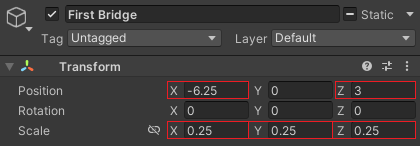 First Bridge Static
Tag Untagged Layer Default
Transform
Position X -6.25 Y 0 Z 3
Rotation X 0 Y 0 Z 0
Scale X 0.25 Y 0.25 Z 0.25